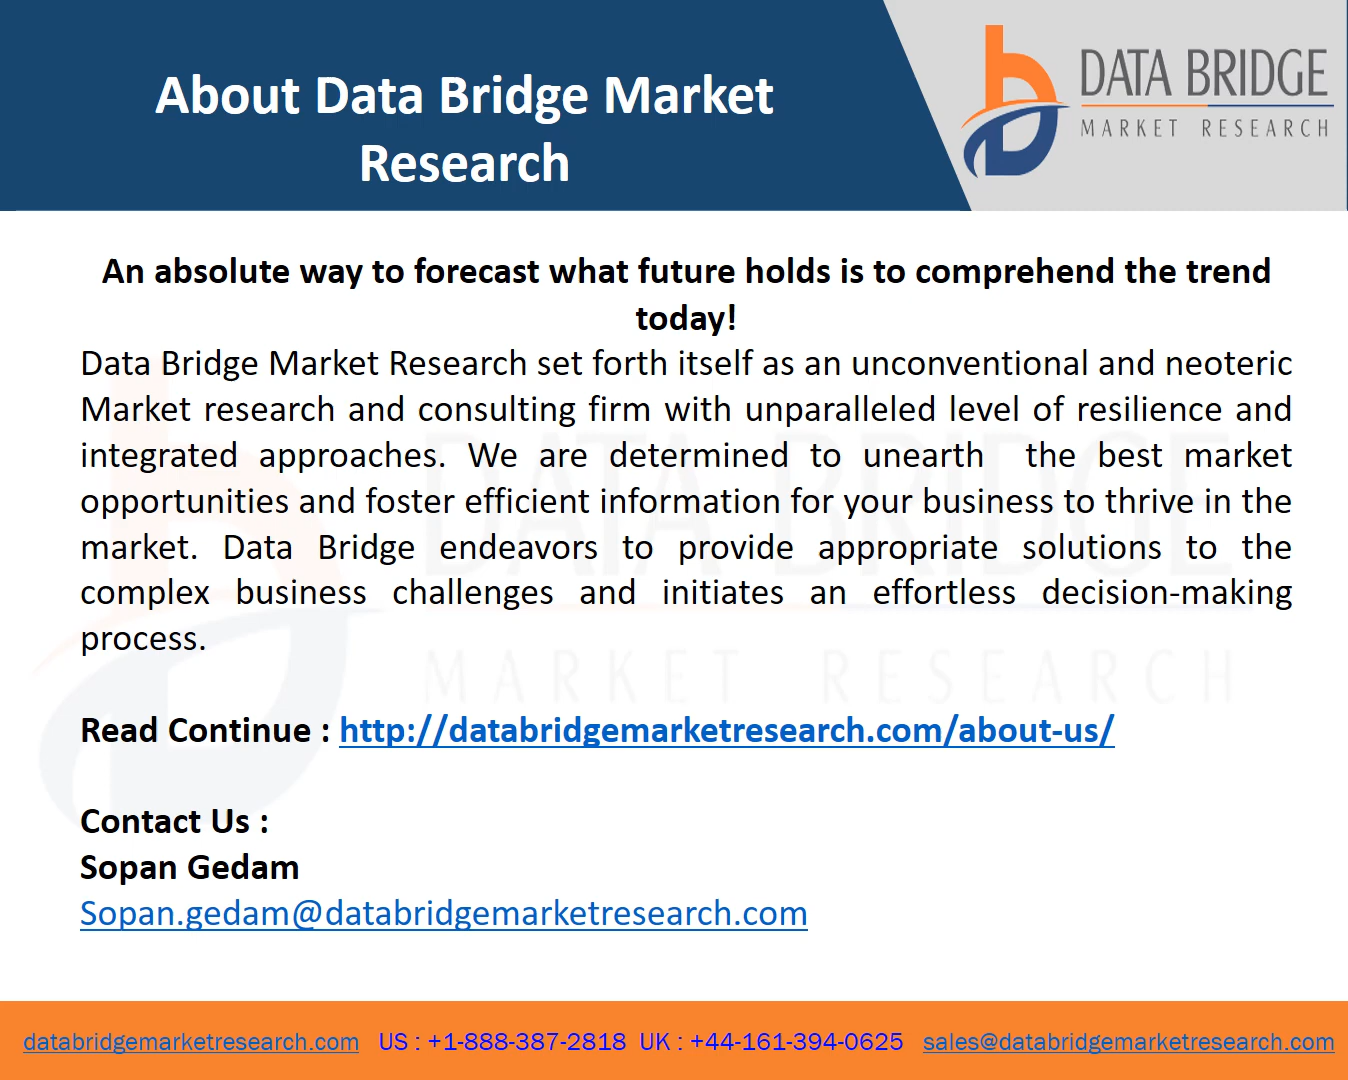 About Data Bridge Market
Research
DATA BRIDGE
MARKET RESEARCH
An absolute way to forecast what future holds is to comprehend the trend
today!
Data Bridge Market Research set forth itself as an unconventional and neoteric
Market research and consulting firm with unparalleled level of resilience and
integrated approaches. We are determined to unearth the best market
opportunities and foster efficient information for your business to thrive in the
market. Data Bridge endeavors to provide appropriate solutions to the
complex business challenges and initiates an effortless decision-making
process.
DATA BRIDGE
MARKET RESEARCH
Read Continue : http://databridgemarketresearch.com/about-us/
Contact Us :
Sopan Gedam
Sopan.gedam@databridgemarketresearch.com
databridgemarketresearch.com US : +1-888-387-2818 UK : +44-161-394-0625 sales@databridgemarketresearch.com